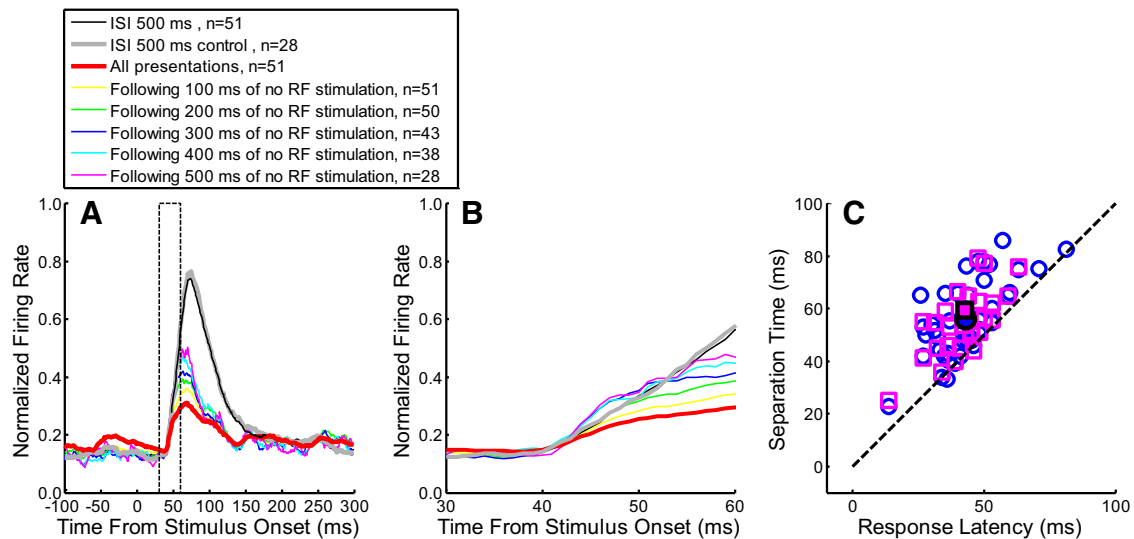 ISI 500 ms , n=51
ISI 500 ms control , n=28
All presentations, n=51
Following 100 ms of no RF stimulation, n=51
Following 200 ms of no RF stimulation, n=50
Following 300 ms of no RF stimulation, n=43
Following 400 ms of no RF stimulation, n=38
Following 500 ms of no RF stimulation, n=28
A
Normalized Firing Rate
1.0
0.8
0.6
0.4
0.2
0.0
-100 -50 0 50 100 150 200 250 300
Time From Stimulus Onset (ms)
B
Normalized Firing Rate
1.0
0.8
0.6
0.4
0.2
0.0
30 40 50 60
Time From Stimulus Onset (ms)
C
Separation Time (ms)
100
80
60
40
20
0
0 50 100
Response Latency (ms)